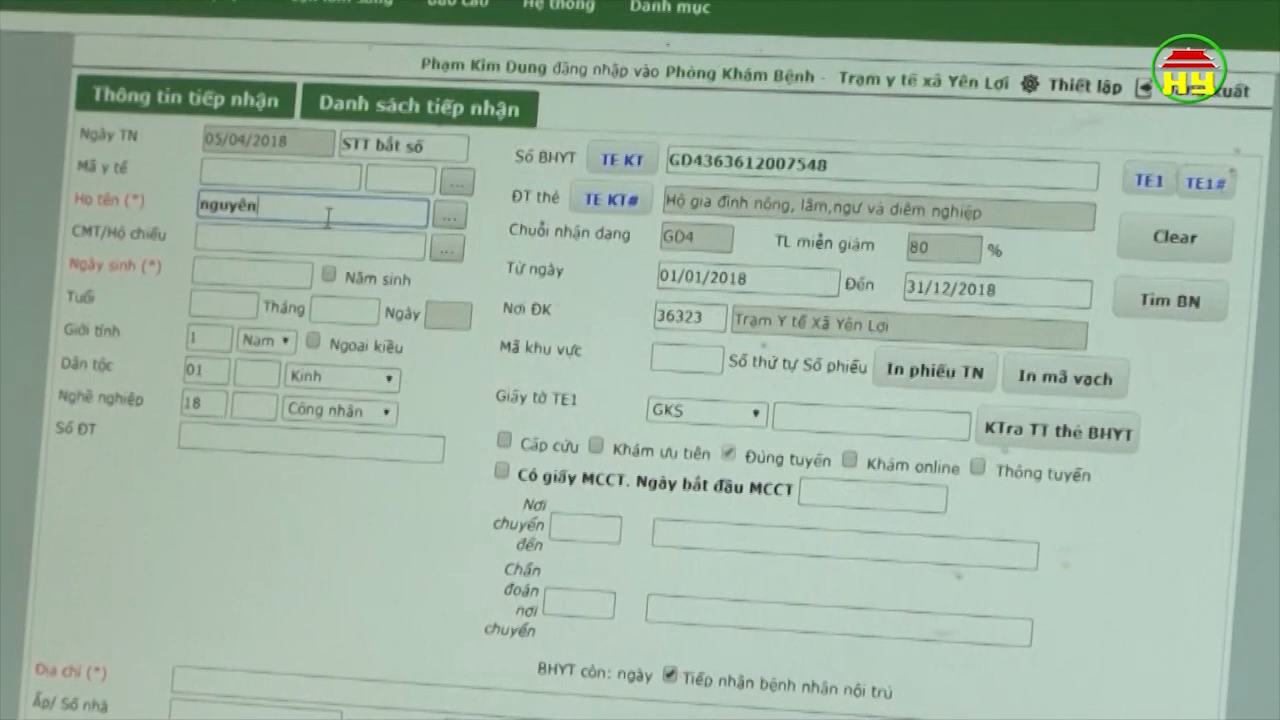 Hệ thống Danh mục
Phạm Kim Dung đăng nhập vào Phòng Khám Bệnh - Trạm y tế xã Yên Lợi Thiết lập xuất
HH
Thông tin tiếp nhận Danh sách tiếp nhận
Ngày TN 05/04/2018 STT bắt số Số BHYT TE KT GD4363612007548 TE1 TE1#
Mã y tế ... ĐT thẻ TE KT# Hộ gia đình nông, lâm,ngư và diêm nghiệp
Họ tên (*) nguyên ... Chuỗi nhận dạng GD4 TL miễn giảm 80 % Clear
CMT/Hộ chiếu ... Từ ngày 01/01/2018 Đến 31/12/2018 Tìm BN
Ngày sinh (*) Năm sinh
Tuổi Tháng Ngày Nơi ĐK 36323 Trạm Y tế Xã Yên Lợi
Giới tính 1 Nam Ngoại kiều Mã khu vực Số thứ tự Số phiếu In phiếu TN In mã vạch
Dân tộc 01 Kinh
Nghề nghiệp 18 Công nhân Giấy tờ TE1 GKS KTra TT thẻ BHYT
Số ĐT Cấp cứu Khám ưu tiên Đúng tuyến Khám online Thông tuyến
Có giấy MCCT. Ngày bắt đầu MCCT
Nơi
chuyển
đến
Chẩn
đoán
nơi
chuyển
Địa chỉ (*) BHYT còn: ngày Tiếp nhận bệnh nhân nội trú
Ấp/ Số nhà